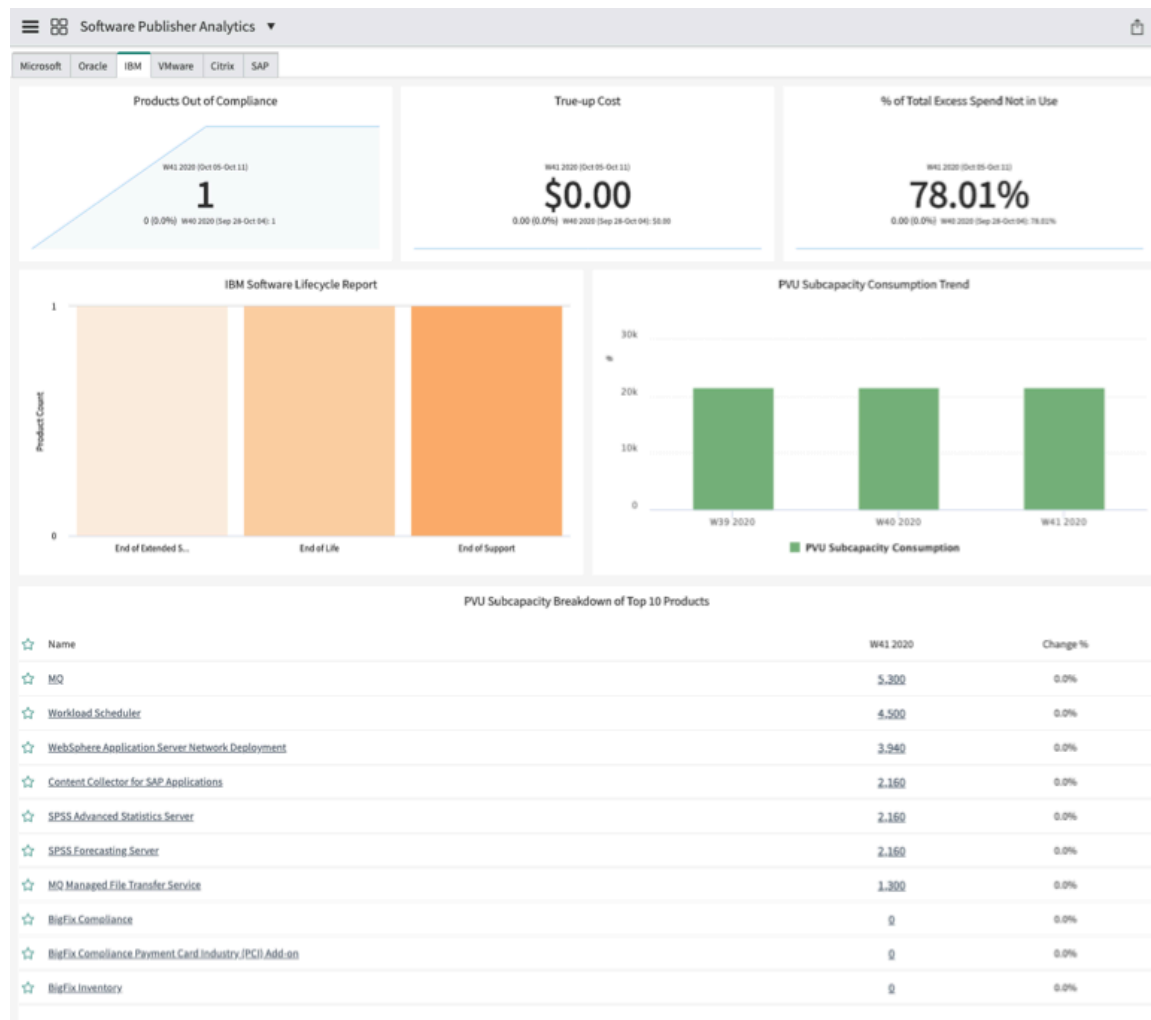 Software Publisher Analytics ▼
Microsoft Oracle IBM VMware Citrix SAP
Products Out of Compliance
W41 2020 (Oct 05-Oct 11)
1
0 (0.0%) W40 2020 (Sep 28-Oct 04): 1
True-up Cost
W41 2020 (Oct 05-Oct 11)
$0.00
0.00 (0.0%) W40 2020 (Sep 28-Oct 04): $0.00
% of Total Excess Spend Not in Use
W41 2020 (Oct 05-Oct 11)
78.01%
0.00 (0.0%) W40 2020 (Sep 28-Oct 04): 78.01%
IBM Software Lifecycle Report
Product Count
1
0
End of Extended S... End of Life End of Support
PVU Subcapacity Consumption Trend
#
30k
20k
10k
0
W39 2020 W40 2020 W41 2020
PVU Subcapacity Consumption
PVU Subcapacity Breakdown of Top 10 Products
Name W41 2020 Change %
MQ 5,300 0.0%
Workload Scheduler 4,500 0.0%
WebSphere Application Server Network Deployment 3,940 0.0%
Content Collector for SAP Applications 2,160 0.0%
SPSS Advanced Statistics Server 2,160 0.0%
SPSS Forecasting Server 2,160 0.0%
MQ Managed File Transfer Service 1,300 0.0%
BigFix Compliance 0 0.0%
BigFix Compliance Payment Card Industry (PCI) Add-on 0 0.0%
BigFix Inventory 0 0.0%